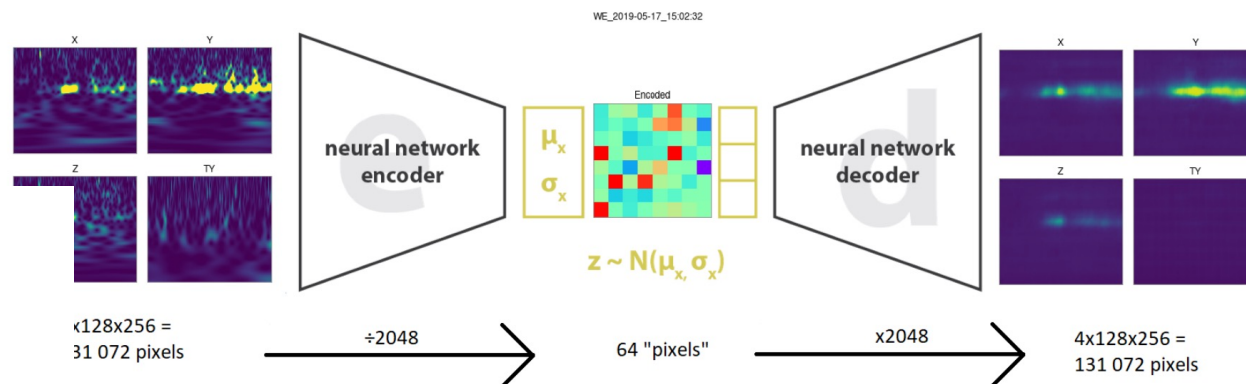 WE_2019-05-17_15:02:32
X
Y
Z
TY
e
neural network
encoder
μx
σx
Encoded
z ~ N(μx, σx)
d
neural network
decoder
X
Y
Z
TY
x128x256 =
31 072 pixels
÷2048
64 "pixels"
x2048
4x128x256 =
131 072 pixels